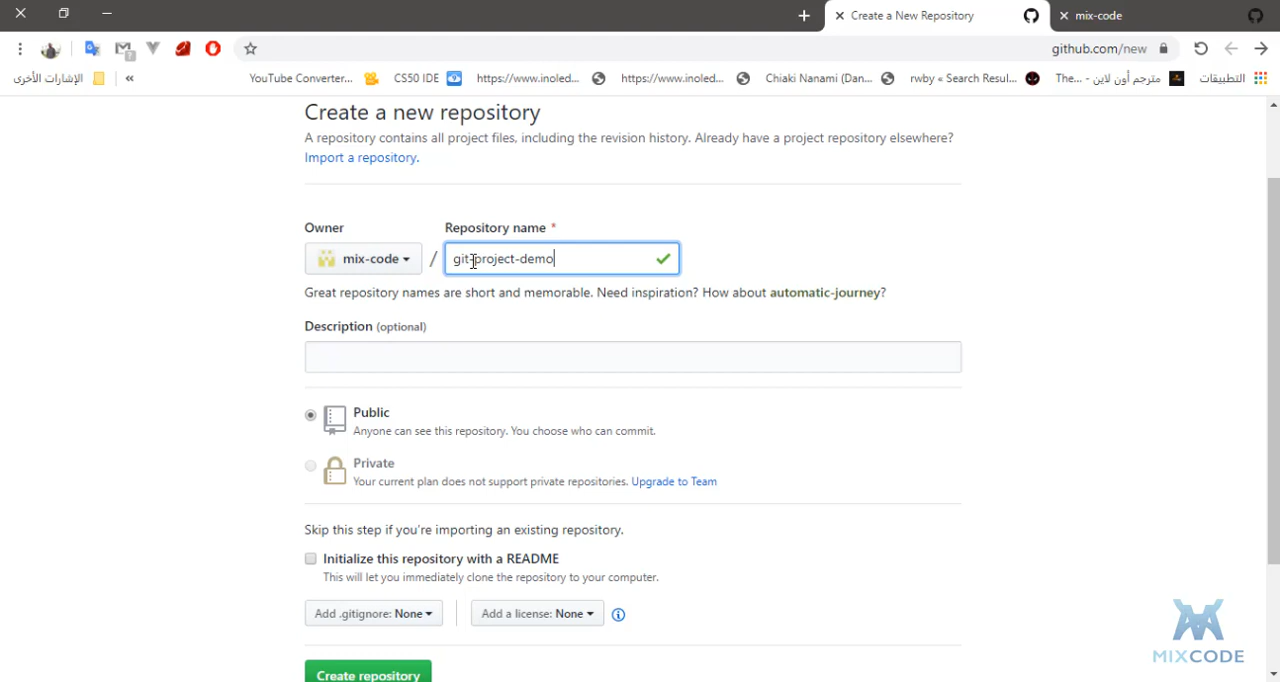 Create a New Repository
mix-code
github.com/new
الإشارات الأخرى
YouTube Converter...
CS50 IDE
https://www.inoled...
https://www.inoled...
Chiaki Nanami (Dan...
rwby « Search Resul...
The... - مترجم أون لاين
التطبيقات
Create a new repository
A repository contains all project files, including the revision history. Already have a project repository elsewhere?
Import a repository.
Owner
Repository name *
mix-code / git-project-demo
Great repository names are short and memorable. Need inspiration? How about automatic-journey?
Description (optional)
Public
Anyone can see this repository. You choose who can commit.
Private
Your current plan does not support private repositories. Upgrade to Team
Skip this step if you're importing an existing repository.
Initialize this repository with a README
This will let you immediately clone the repository to your computer.
Add .gitignore: None
Add a license: None
Create repository
MIXCODE